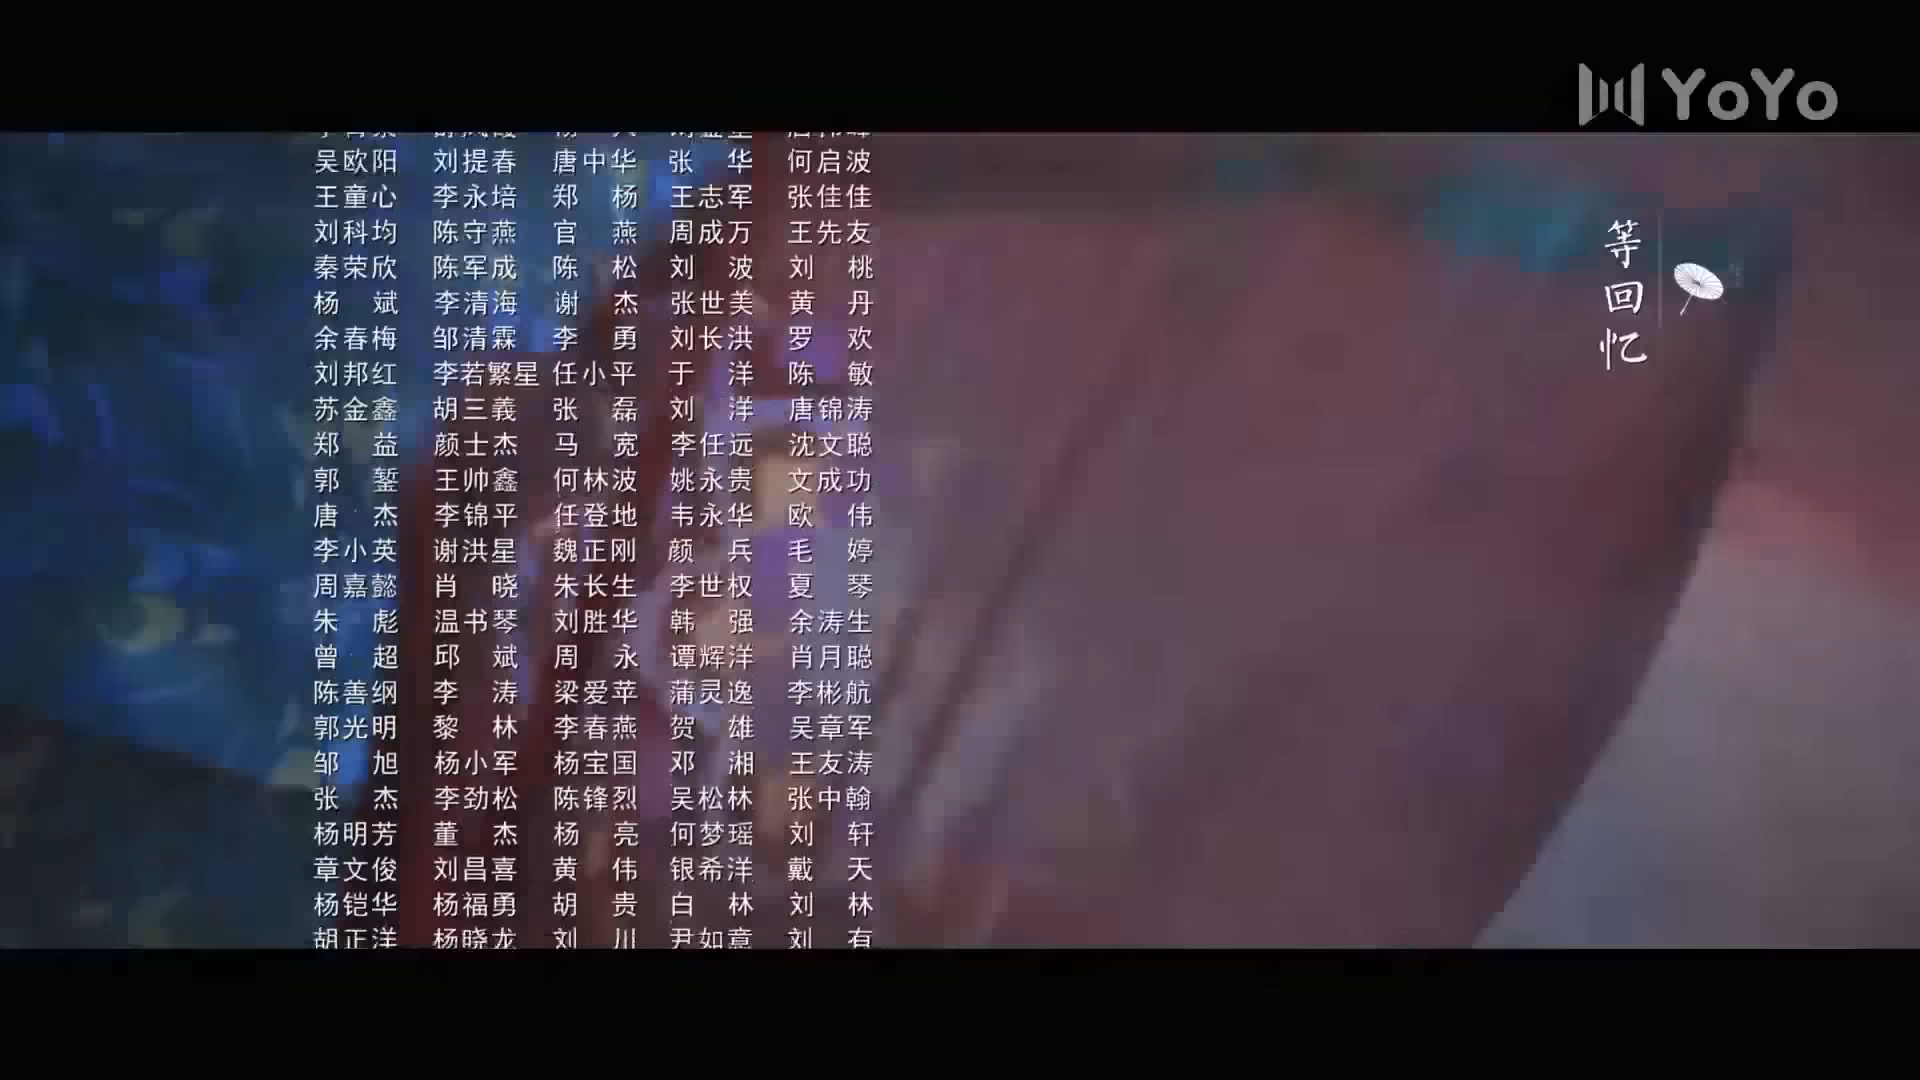 YoYo
吴欧阳 刘提春 唐中华 张 华 何启波
王童心 李永培 郑 杨 王志军 张佳佳
刘科均 陈守燕 官 燕 周成万 王先友
秦荣欣 陈军成 陈 松 刘 波 刘 桃
杨 斌 李清海 谢 杰 张世美 黄 丹
余春梅 邹清霖 李 勇 刘长洪 罗 欢
刘邦红 李若繁星 任小平 于 洋 陈 敏
苏金鑫 胡三義 张 磊 刘 洋 唐锦涛
郑 益 颜士杰 马 宽 李任远 沈文聪
郭 錾 王帅鑫 何林波 姚永贵 文成功
唐 杰 李锦平 任登地 韦永华 欧 伟
李小英 谢洪星 魏正刚 颜 兵 毛 婷
周嘉懿 肖 晓 朱长生 李世权 夏 琴
朱 彪 温书琴 刘胜华 韩 强 余涛生
曾 超 邱 斌 周 永 谭辉洋 肖月聪
陈善纲 李 涛 梁爱苹 蒲灵逸 李彬航
郭光明 黎 林 李春燕 贺 雄 吴章军
邹 旭 杨小军 杨宝国 邓 湘 王友涛
张 杰 李劲松 陈锋烈 吴松林 张中翰
杨明芳 董 杰 杨 亮 何梦瑶 刘 轩
章文俊 刘昌喜 黄 伟 银希洋 戴 天
杨铠华 杨福勇 胡 贵 白 林 刘 林
胡正洋 杨晓龙 刘 川 尹如意 刘 有
等回忆